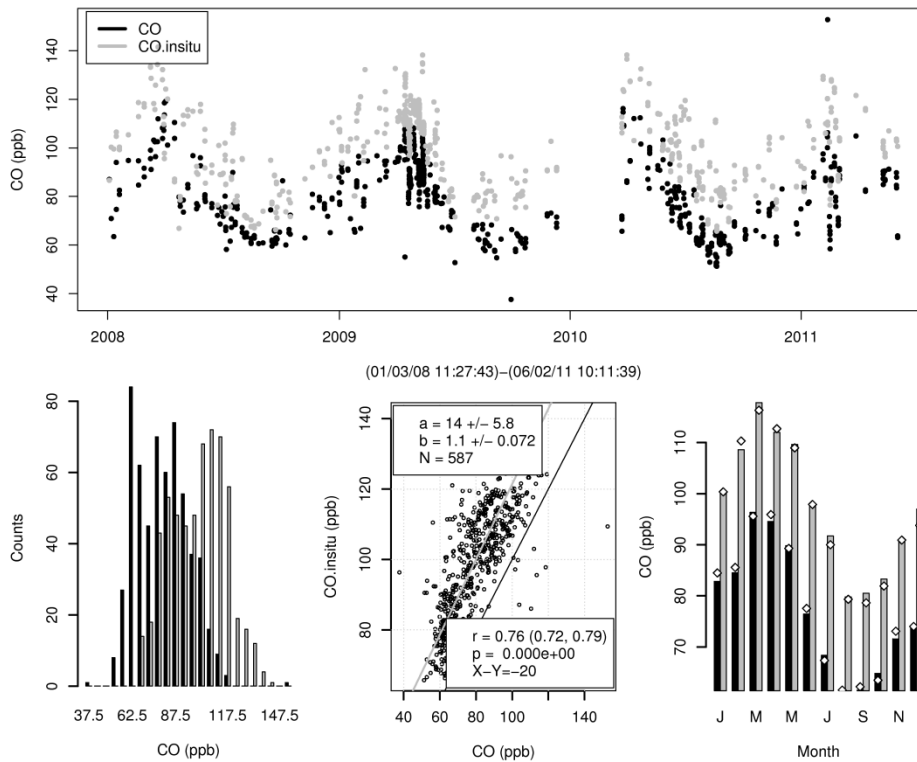 CO
CO.insitu
CO (ppb)
140
120
100
80
60
40
2008
2009
2010
2011
(01/03/08 11:27:43)−(06/02/11 10:11:39)
Counts
80
60
40
20
0
37.5
62.5
87.5
117.5
147.5
CO (ppb)
a = 14 +/− 5.8
b = 1.1 +/− 0.072
N = 587
r = 0.76 (0.72, 0.79)
p = 0.000e+00
X−Y=−20
CO.insitu (ppb)
140
120
100
80
40
60
80
100
140
CO (ppb)
CO (ppb)
110
100
90
80
70
J
M
M
J
S
N
Month